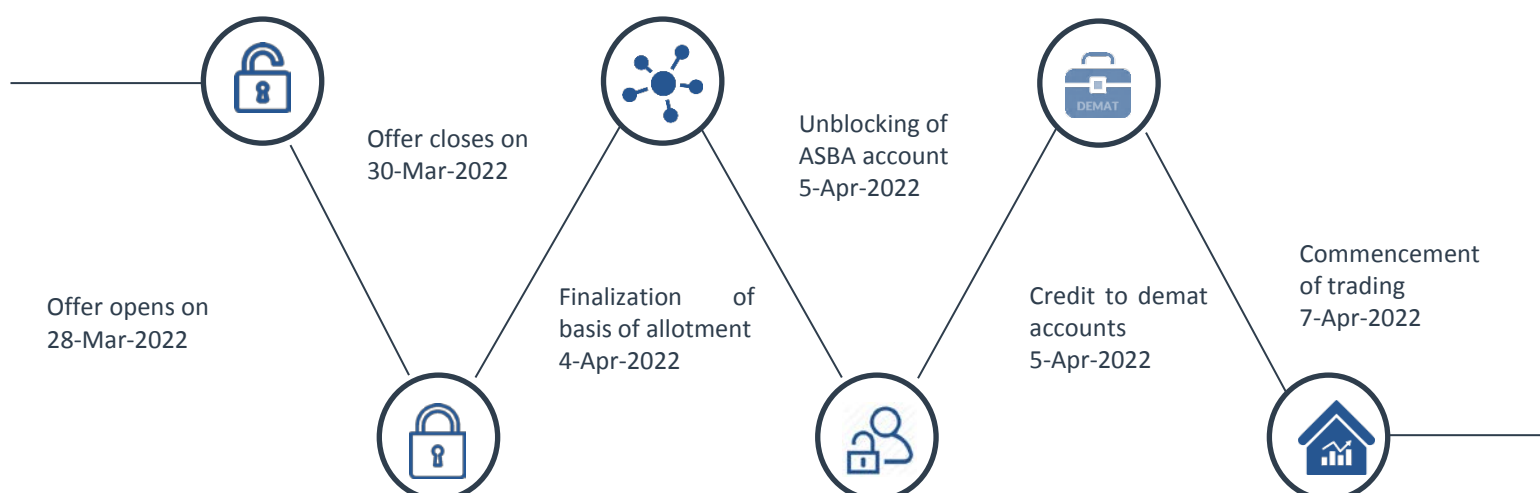 Offer opens on
28-Mar-2022
Offer closes on
30-Mar-2022
Finalization of
basis of allotment
4-Apr-2022
Unblocking of
ASBA account
5-Apr-2022
DEMAT
Credit to demat
accounts
5-Apr-2022
Commencement
of trading
7-Apr-2022